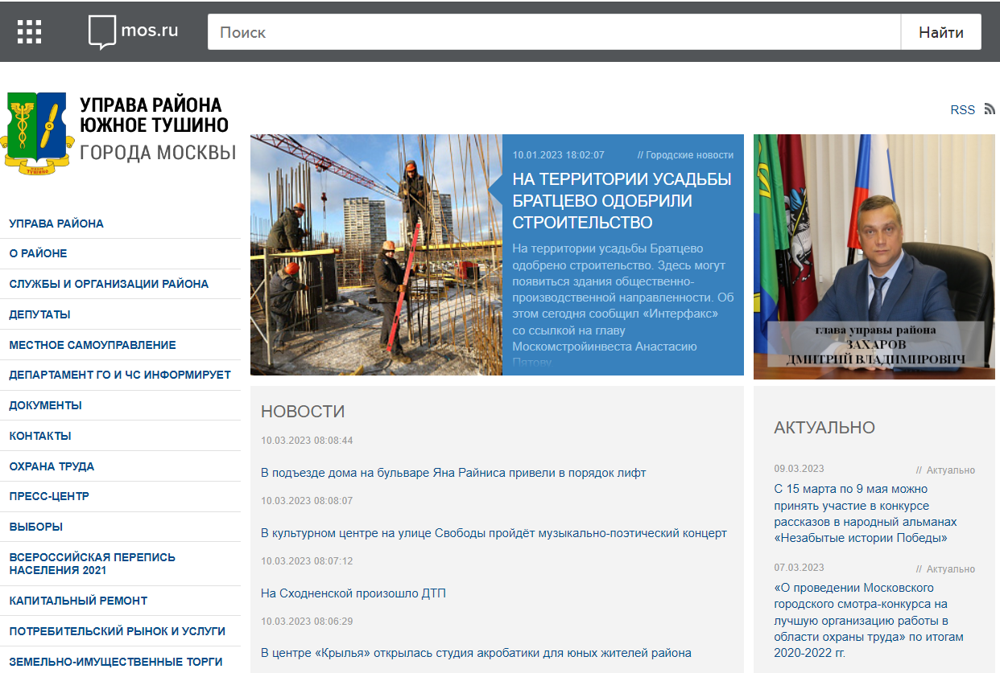 mos.ru
Поиск
Найти
УПРАВА РАЙОНА
ЮЖНОЕ ТУШИНО
ГОРОДА МОСКВЫ
ТУШИНО
RSS
УПРАВА РАЙОНА
О РАЙОНЕ
СЛУЖБЫ И ОРГАНИЗАЦИИ РАЙОНА
ДЕПУТАТЫ
МЕСТНОЕ САМОУПРАВЛЕНИЕ
ДЕПАРТАМЕНТ ГО И ЧС ИНФОРМИРУЕТ
ДОКУМЕНТЫ
КОНТАКТЫ
ОХРАНА ТРУДА
ПРЕСС-ЦЕНТР
ВЫБОРЫ
ВСЕРОССИЙСКАЯ ПЕРЕПИСЬ
НАСЕЛЕНИЯ 2021
КАПИТАЛЬНЫЙ РЕМОНТ
ПОТРЕБИТЕЛЬСКИЙ РЫНОК И УСЛУГИ
ЗЕМЕЛЬНО-ИМУЩЕСТВЕННЫЕ ТОРГИ
10.01.2023 18:02:07 // Городские новости
НА ТЕРРИТОРИИ УСАДЬБЫ
БРАТЦЕВО ОДОБРИЛИ
СТРОИТЕЛЬСТВО
На территории усадьбы Братцево
одобрено строительство. Здесь могут
появиться здания общественно-
производственной направленности. Об
этом сегодня сообщил «Интерфакс»
со ссылкой на главу
Москомстройинвеста Анастасию
Пятову
глава управы района
ЗАХАРОВ
ДМИТРИЙ ВЛАДИМИРОВИЧ
НОВОСТИ
10.03.2023 08:08:44
В подъезде дома на бульваре Яна Райниса привели в порядок лифт
10.03.2023 08:08:07
В культурном центре на улице Свободы пройдёт музыкально-поэтический концерт
10.03.2023 08:07:12
На Сходненской произошло ДТП
10.03.2023 08:06:29
В центре «Крылья» открылась студия акробатики для юных жителей района
АКТУАЛЬНО
09.03.2023 // Актуально
С 15 марта по 9 мая можно
принять участие в конкурсе
рассказов в народный альманах
«Незабытые истории Победы»
07.03.2023 // Актуально
«О проведении Московского
городского смотра-конкурса на
лучшую организацию работы в
области охраны труда» по итогам
2020-2022 гг.